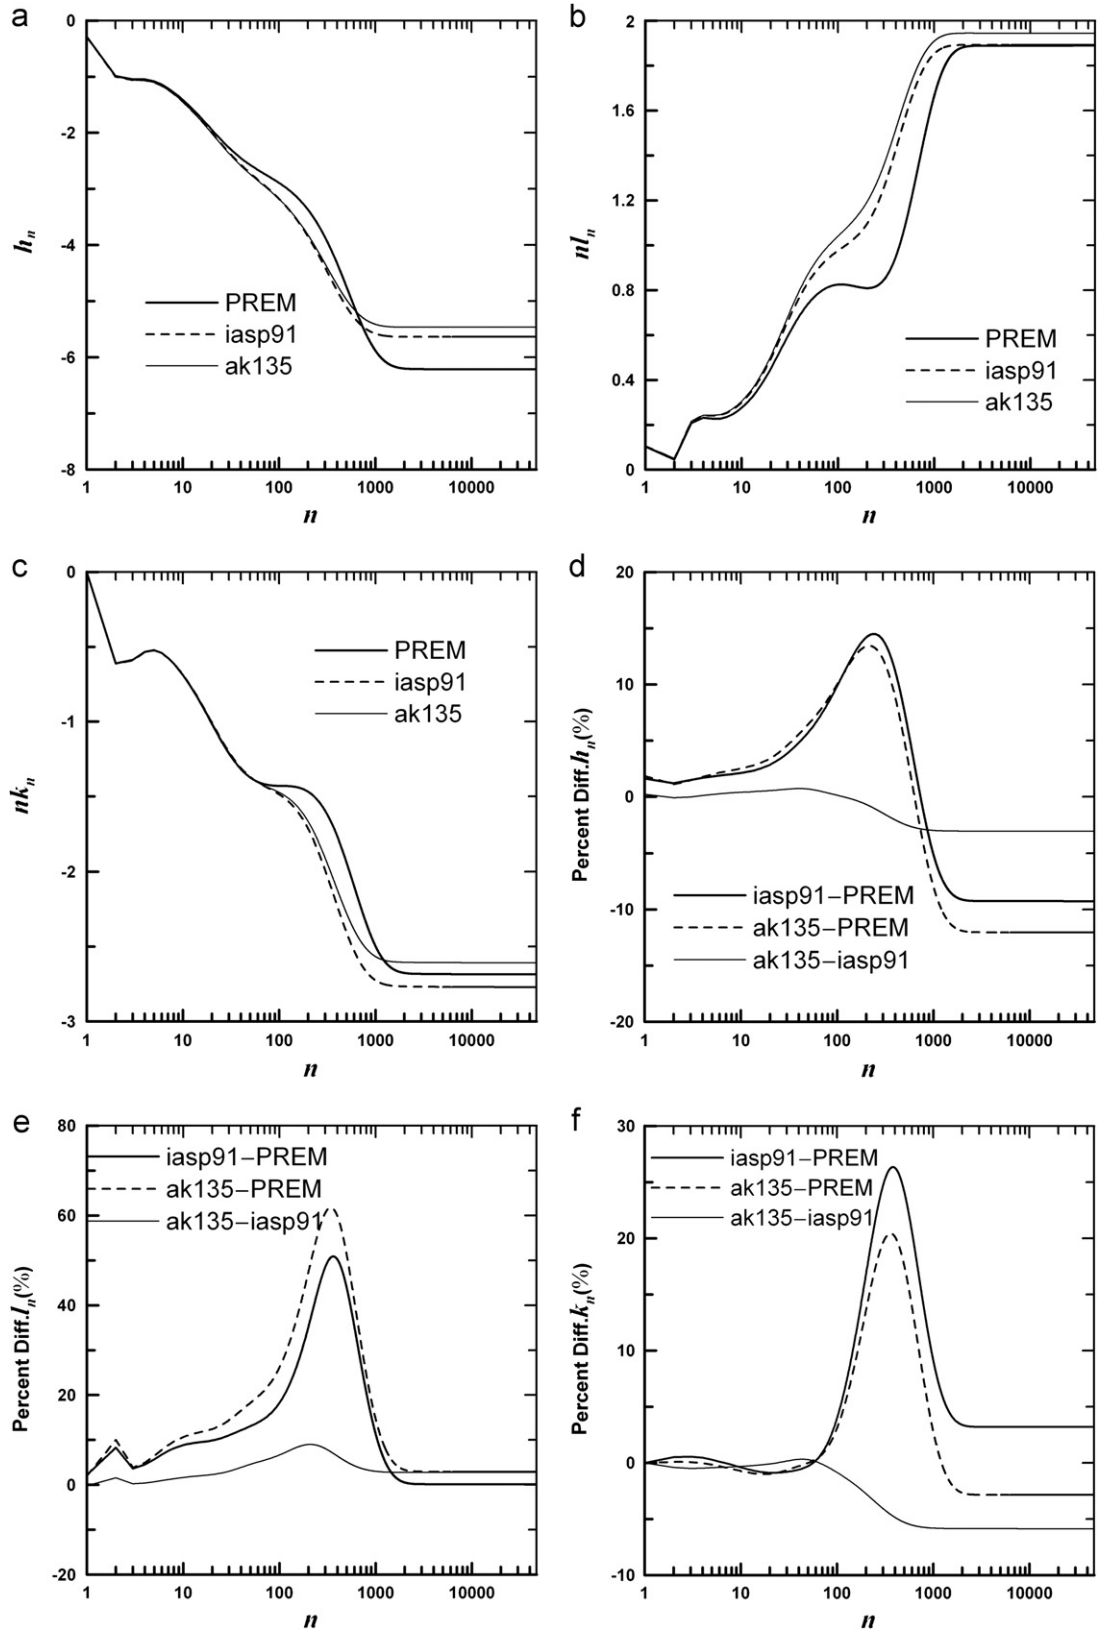 a
0
-2
-4
-6
-8
h_n
PREM
iasp91
ak135
1 10 100 1000 10000
n
b
2
1.6
1.2
0.8
0.4
0
nl_n
PREM
iasp91
ak135
1 10 100 1000 10000
n
c
0
-1
-2
-3
nk_n
PREM
iasp91
ak135
1 10 100 1000 10000
n
d
20
10
0
-10
-20
Percent Diff.h_n(%)
iasp91–PREM
ak135–PREM
ak135–iasp91
1 10 100 1000 10000
n
e
80
60
40
20
0
-20
Percent Diff.l_n(%)
iasp91–PREM
ak135–PREM
ak135–iasp91
1 10 100 1000 10000
n
f
30
20
10
0
-10
Percent Diff.k_n(%)
iasp91–PREM
ak135–PREM
ak135–iasp91
1 10 100 1000 10000
n